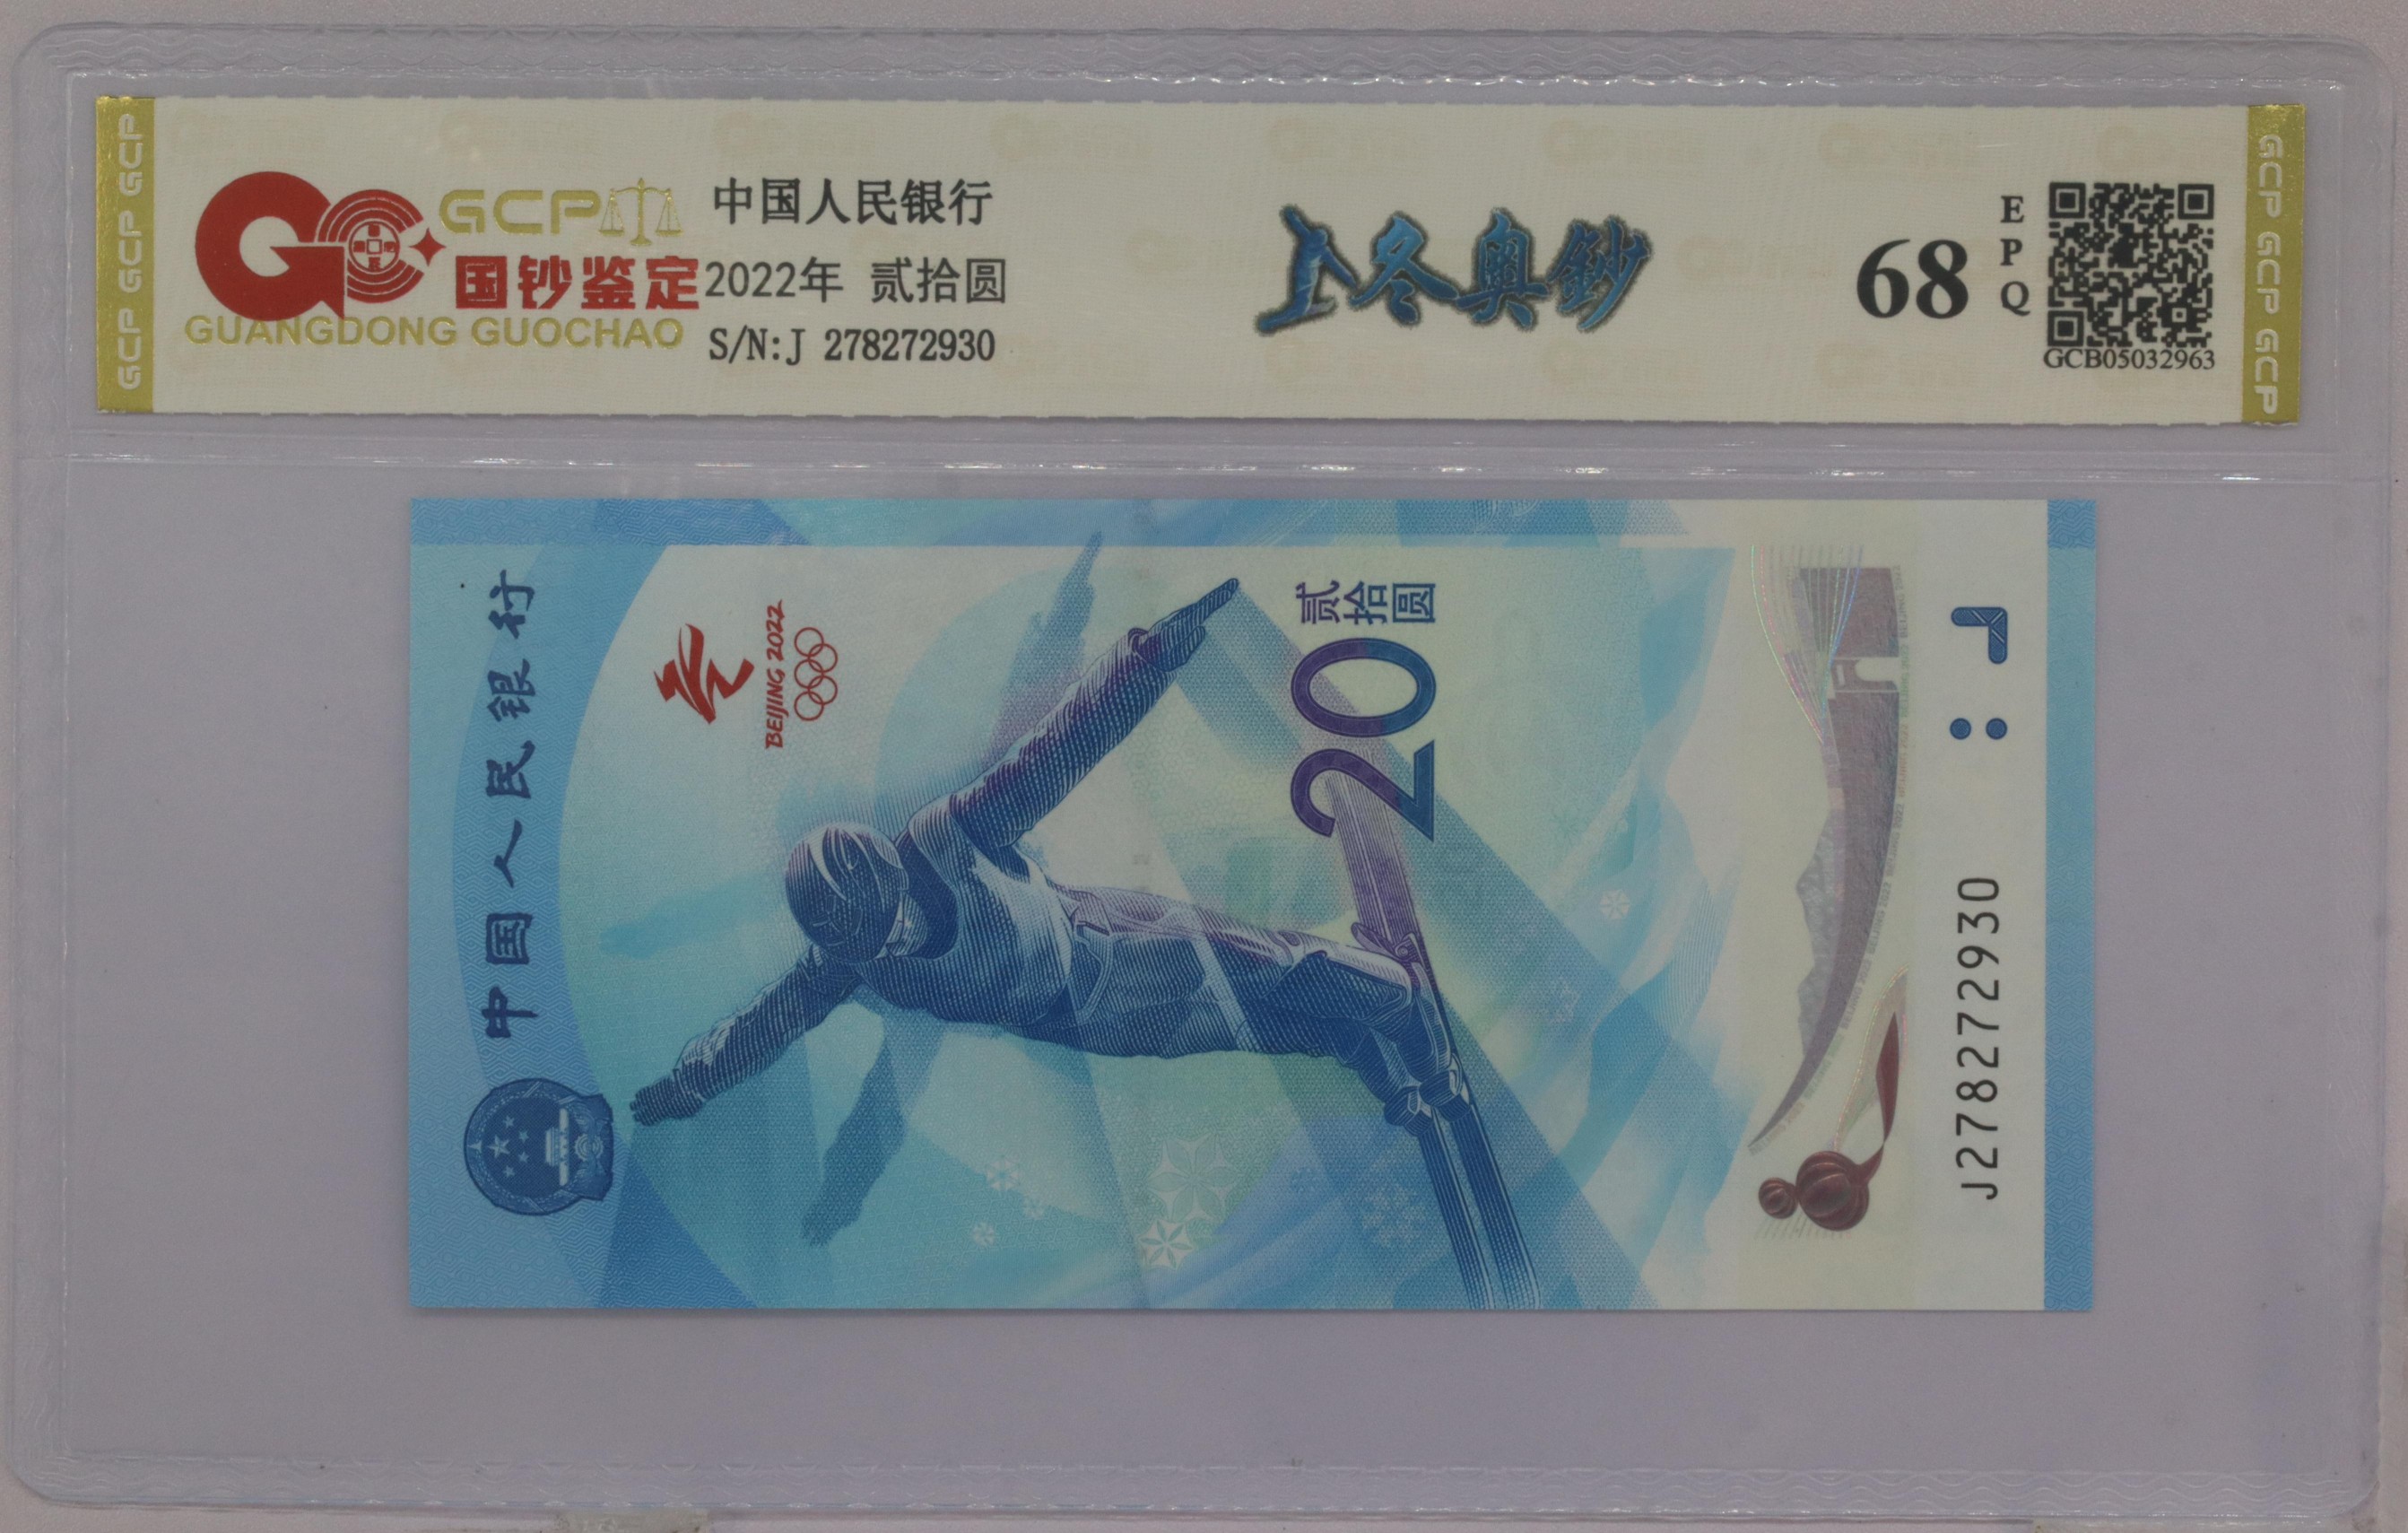 GCP GCP GCP
GCP
国钞鉴定
GUANGDONG GUOCHAO
中国人民银行
2022年 贰拾圆
S/N:J 278272930
冬奥鈔
68
EPQ
GCB05032963
GCP GCP GCP
中国人民银行
BEIJING 2022
贰拾圆
20
J278272930